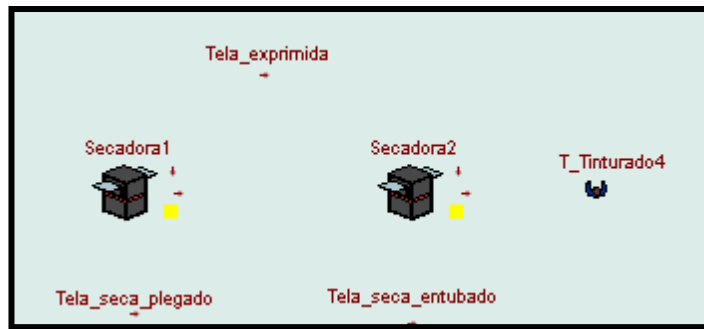 Tela_exprimida
Secadora1
Secadora2
T_Tinturado4
Tela_seca_plegado
Tela_seca_entubado